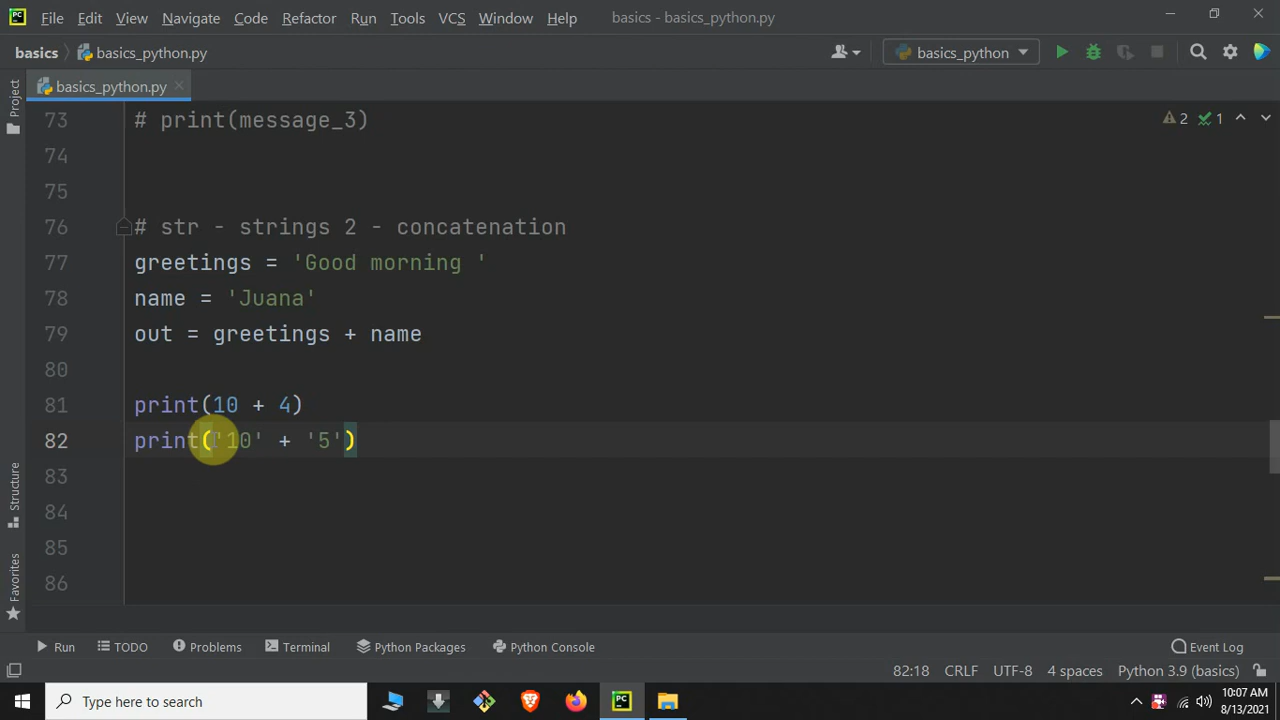 File Edit View Navigate Code Refactor Run Tools VCS Window Help basics - basics_python.py
basics basics_python.py basics_python
basics_python.py
Project
73 # print(message_3)
2 1
74
75
76 # str - strings 2 - concatenation
77 greetings = 'Good morning '
78 name = 'Juana'
79 out = greetings + name
80
81 print(10 + 4)
82 print('10' + '5')
83
84
85
86
Structure
Favorites
Run TODO Problems Terminal Python Packages Python Console Event Log
82:18 CRLF UTF-8 4 spaces Python 3.9 (basics)
Type here to search
10:07 AM
8/13/2021